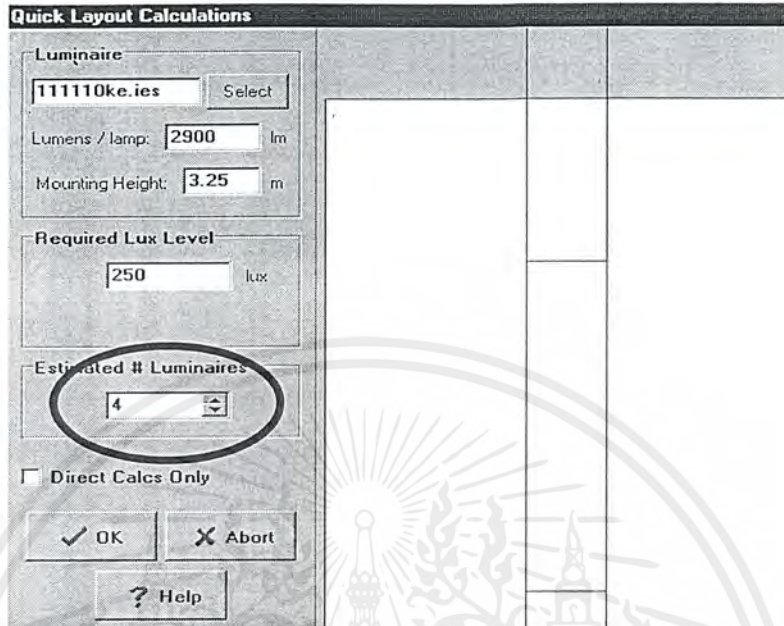 Quick Layout Calculations
Luminaire
111110ke.ies Select
Lumens / lamp: 2900 lm
Mounting Height: 3.25 m
Required Lux Level
250 lux
Estimated # Luminaires
4
Direct Calcs Only
OK Abort
? Help